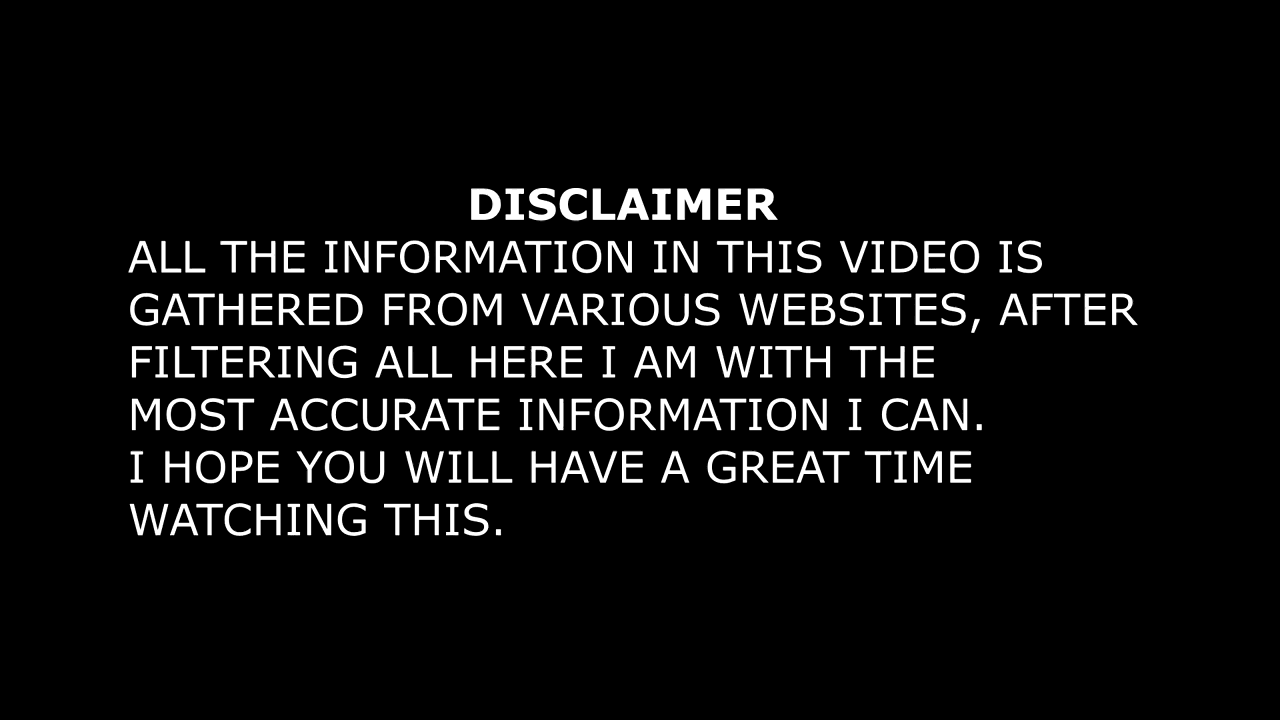 DISCLAIMER
ALL THE INFORMATION IN THIS VIDEO IS
GATHERED FROM VARIOUS WEBSITES, AFTER
FILTERING ALL HERE I AM WITH THE
MOST ACCURATE INFORMATION I CAN.
I HOPE YOU WILL HAVE A GREAT TIME
WATCHING THIS.